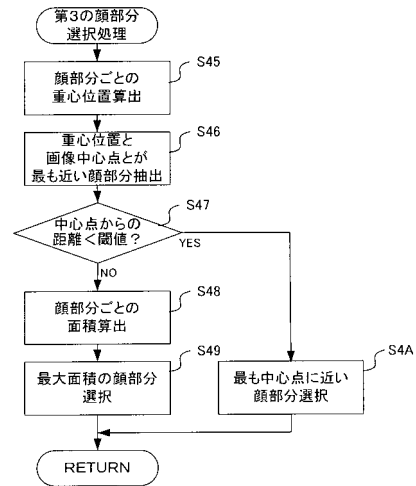 第3の顔部分
選択処理
S45
顔部分ごとの
重心位置算出
S46
重心位置と
画像中心点とが
最も近い顔部分抽出
S47
中心点からの
距離<閾値?
YES
NO
S48
顔部分ごとの
面積算出
S49
最大面積の顔部分
選択
S4A
最も中心点に近い
顔部分選択
RETURN